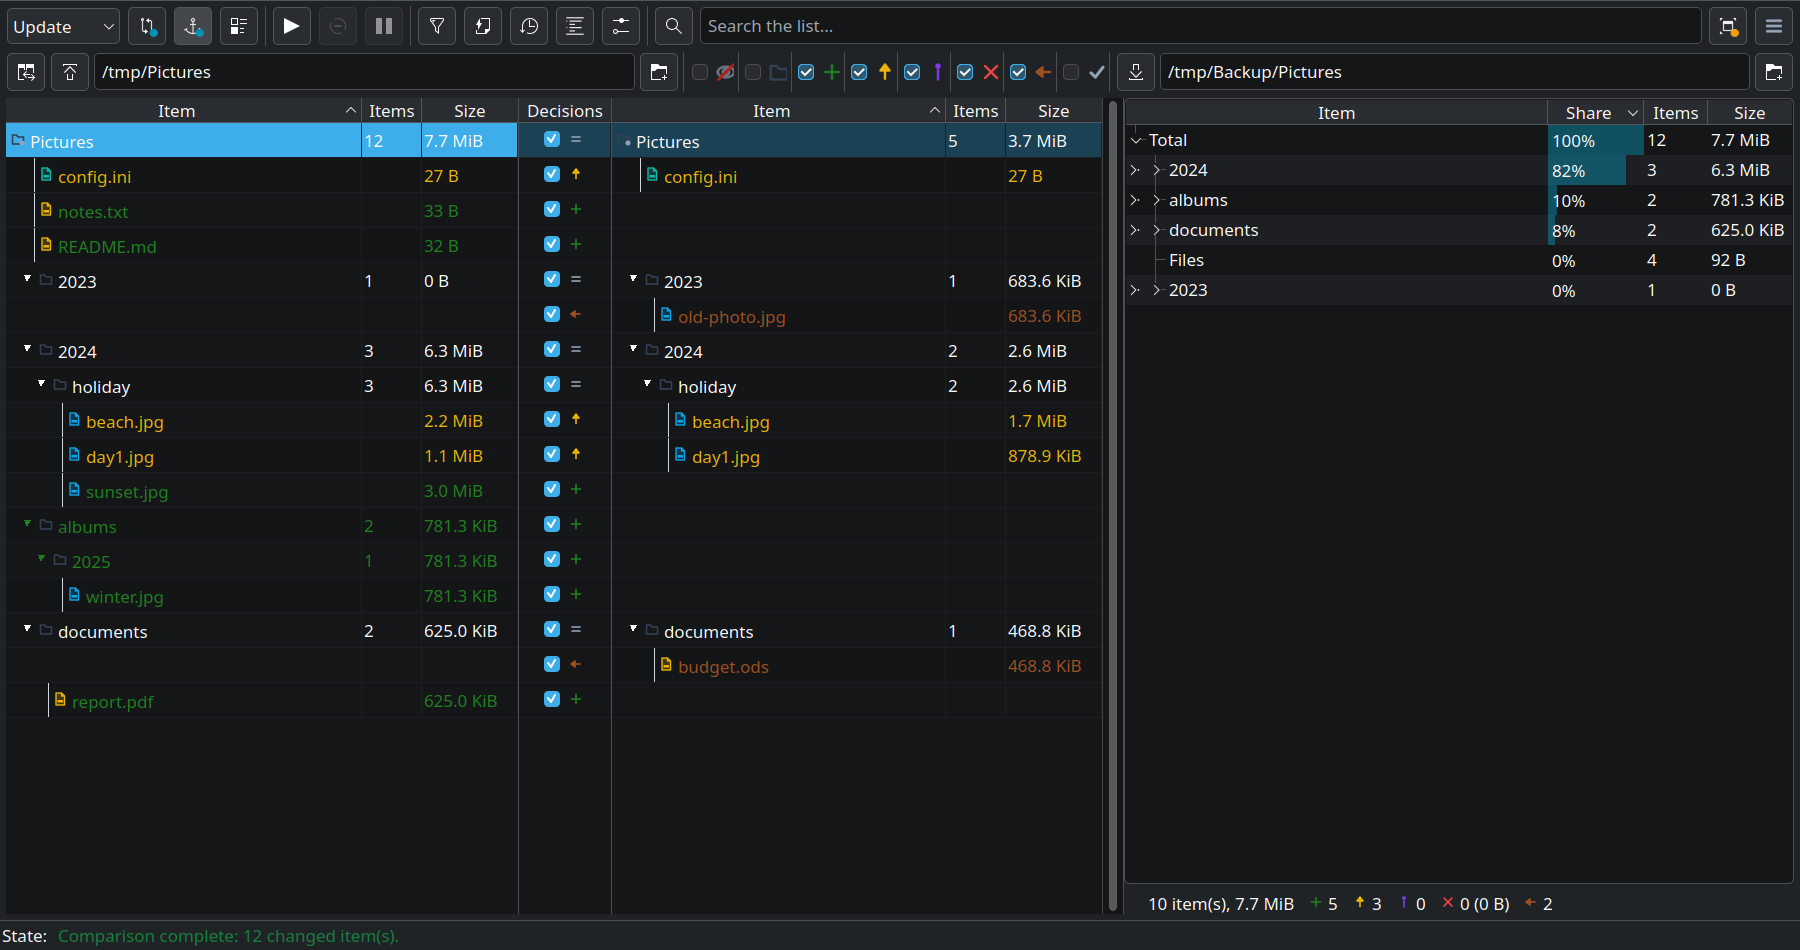 Update Search the list...
/tmp/Pictures /tmp/Backup/Pictures
Item Items Size Decisions Item Items Size
Pictures 12 7.7 MiB = Pictures 5 3.7 MiB
config.ini 27 B config.ini 27 B
notes.txt 33 B +
README.md 32 B +
2023 1 0 B = 2023 1 683.6 KiB
old-photo.jpg 683.6 KiB
2024 3 6.3 MiB = 2024 2 2.6 MiB
holiday 3 6.3 MiB = holiday 2 2.6 MiB
beach.jpg 2.2 MiB beach.jpg 1.7 MiB
day1.jpg 1.1 MiB day1.jpg 878.9 KiB
sunset.jpg 3.0 MiB +
albums 2 781.3 KiB +
2025 1 781.3 KiB +
winter.jpg 781.3 KiB +
documents 2 625.0 KiB = documents 1 468.8 KiB
budget.ods 468.8 KiB
report.pdf 625.0 KiB +
Item Share Items Size
Total 100% 12 7.7 MiB
2024 82% 3 6.3 MiB
albums 10% 2 781.3 KiB
documents 8% 2 625.0 KiB
Files 0% 4 92 B
2023 0% 1 0 B
10 item(s), 7.7 MiB + 5 3 0 0 (0 B) 2
State: Comparison complete: 12 changed item(s).